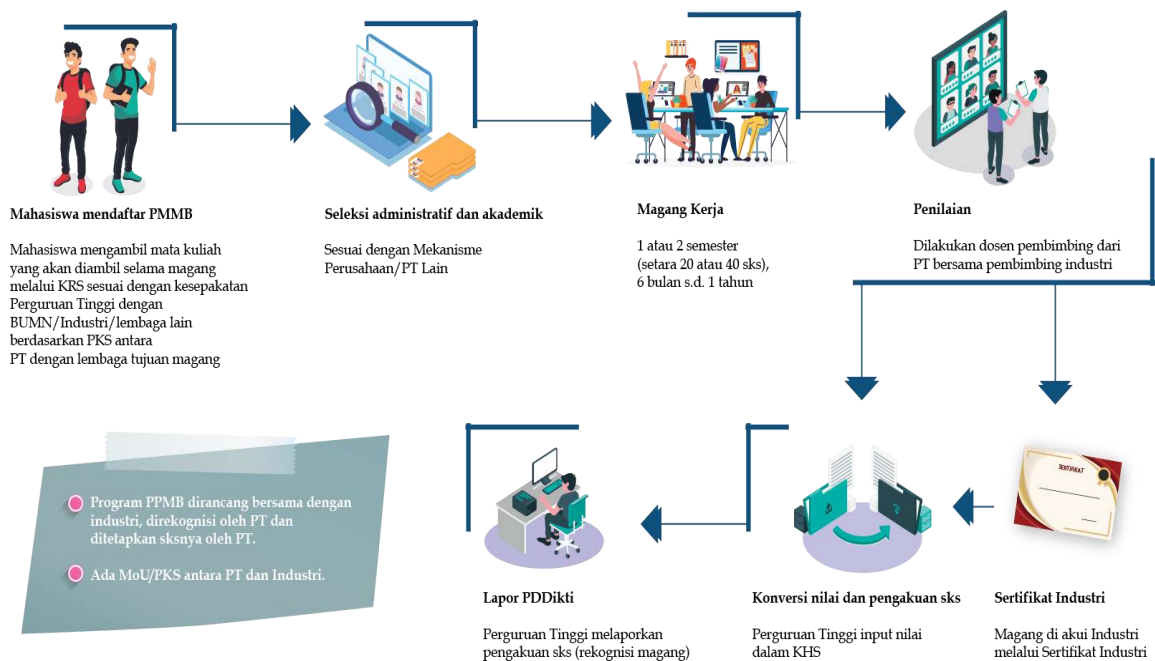 Mahasiswa mendaftar PMMB
Mahasiswa mengambil mata kuliah
yang akan diambil selama magang
melalui KRS sesuai dengan kesepakatan
Perguruan Tinggi dengan
BUMN/Industri/lembaga lain
berdasarkan PKS antara
PT dengan lembaga tujuan magang
Seleksi administratif dan akademik
Sesuai dengan Mekanisme
Perusahaan/PT Lain
Magang Kerja
1 atau 2 semester
(setara 20 atau 40 sks),
6 bulan s.d. 1 tahun
Penilaian
Dilakukan dosen pembimbing dari
PT bersama pembimbing industri
Program PPMB dirancang bersama dengan
industri, direkognisi oleh PT dan
ditetapkan sksnya oleh PT.
Ada MoU/PKS antara PT dan Industri.
Lapor PDDikti
Perguruan Tinggi melaporkan
pengakuan sks (rekognisi magang)
Konversi nilai dan pengakuan sks
Perguruan Tinggi input nilai
dalam KHS
SERTIFIKAT
Sertifikat Industri
Magang di akui Industri
melalui Sertifikat Industri